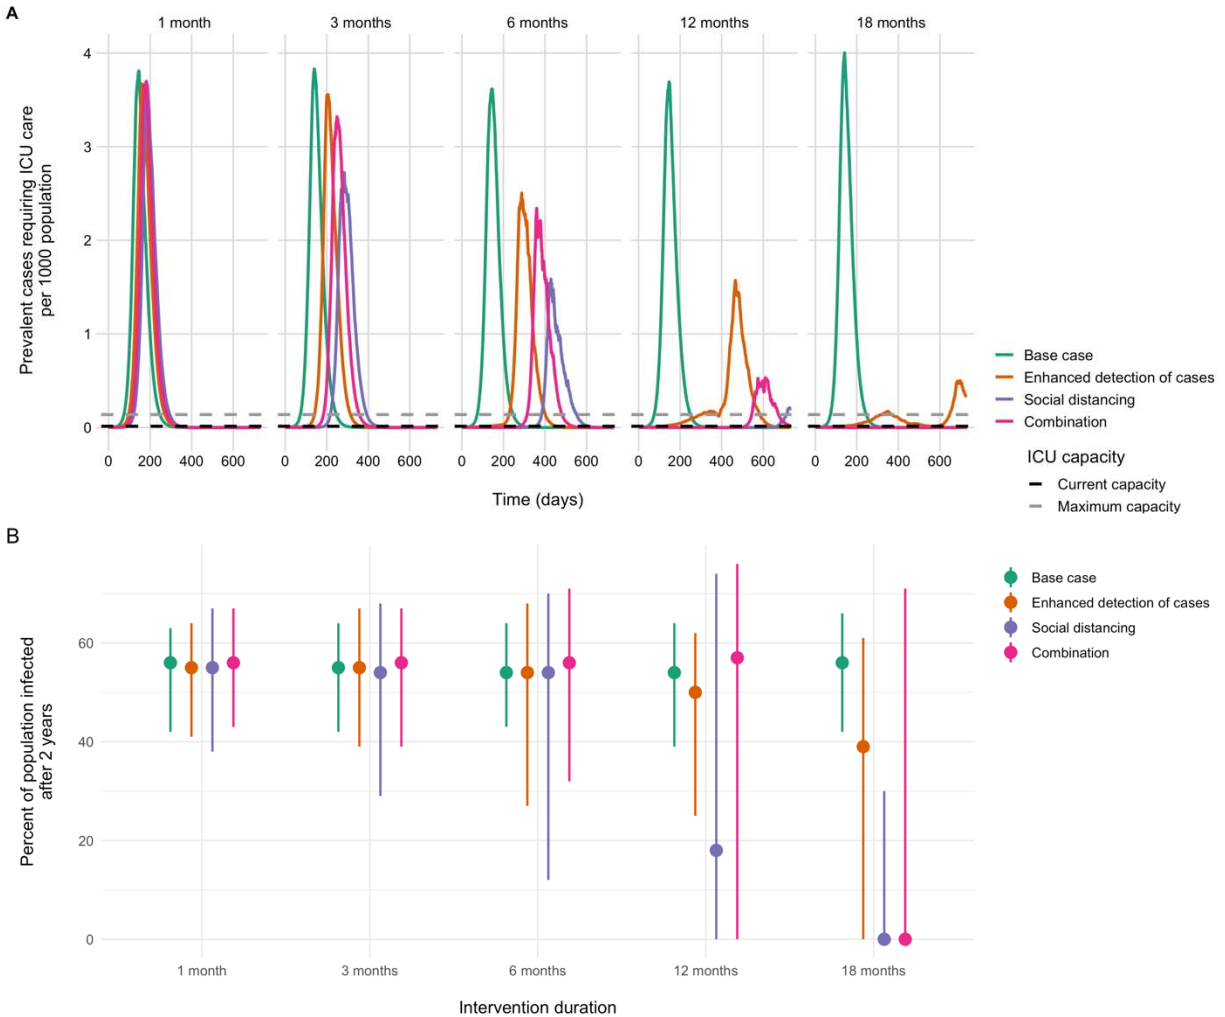 A
1 month 3 months 6 months 12 months 18 months
Prevalent cases requiring ICU care
per 1000 population
4
3
2
1
0
0 200 400 600 0 200 400 600 0 200 400 600 0 200 400 600 0 200 400 600
Time (days)
Base case
Enhanced detection of cases
Social distancing
Combination
ICU capacity
Current capacity
Maximum capacity
B
Percent of population infected
after 2 years
60
40
20
0
1 month 3 months 6 months 12 months 18 months
Intervention duration
Base case
Enhanced detection of cases
Social distancing
Combination